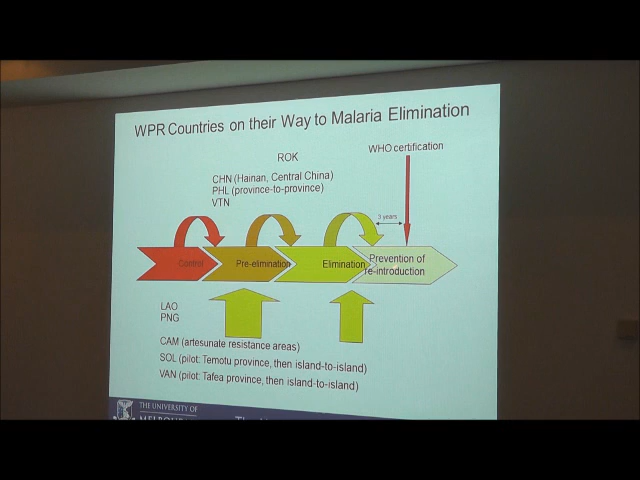 WPR Countries on their Way to Malaria Elimination
WHO certification
ROK
CHN (Hainan, Central China)
PHL (province-to-province)
VTN
3 years
Control
Pre-elimination
Elimination
Prevention of
re-introduction
LAO
PNG
CAM (artesunate resistance areas)
SOL (pilot: Temotu province, then island-to-island)
VAN (pilot: Tafea province, then island-to-island)
THE UNIVERSITY OF